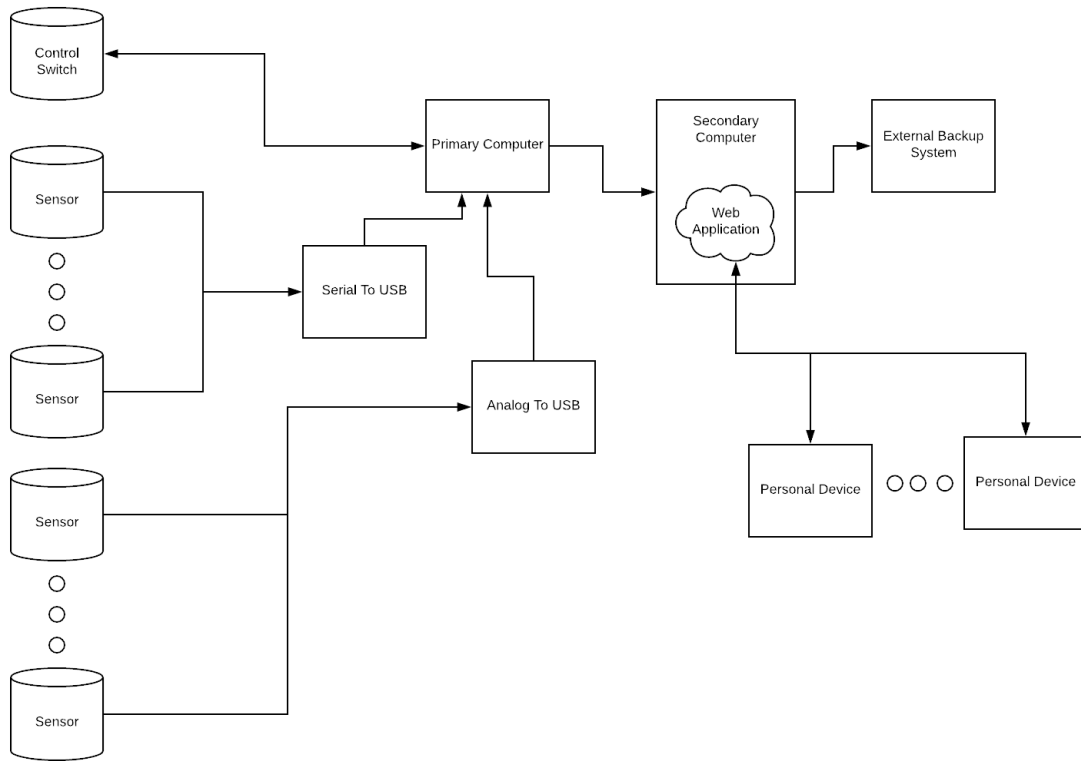 Control
Switch
Sensor
Sensor
Sensor
Sensor
Serial To USB
Analog To USB
Primary Computer
Secondary
Computer
Web
Application
External Backup
System
Personal Device
Personal Device